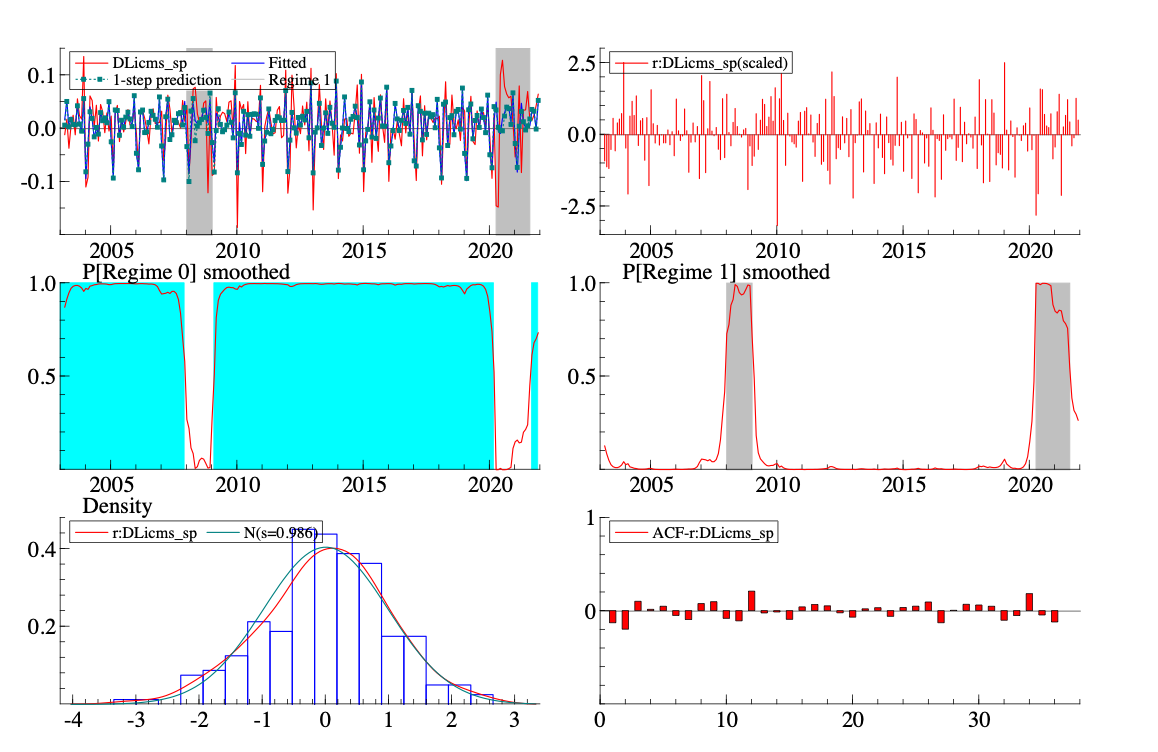 DLicms_sp Fitted
1-step prediction Regime 1
0.1
0.0
-0.1
2005 2010 2015 2020
r:DLicms_sp(scaled)
2.5
0.0
-2.5
2005 2010 2015 2020
P[Regime 0] smoothed
1.0
0.5
2005 2010 2015 2020
P[Regime 1] smoothed
1.0
0.5
2005 2010 2015 2020
Density
r:DLicms_sp N(s=0.986)
0.4
0.2
-4 -3 -2 -1 0 1 2 3
ACF-r:DLicms_sp
1
0
0 10 20 30